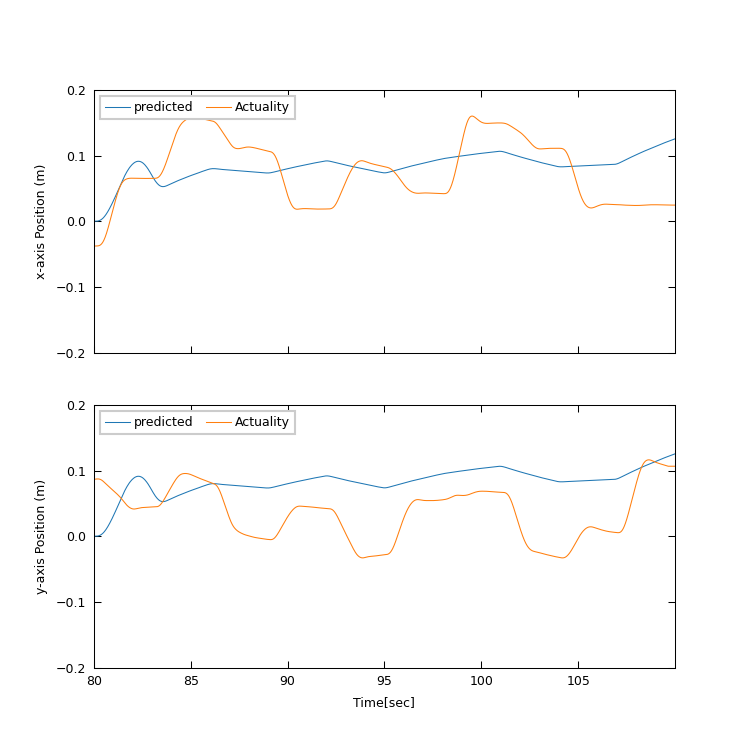 0.2
predicted Actuality
0.1
0.0
−0.1
−0.2
x-axis Position (m)
0.2
predicted Actuality
0.1
0.0
−0.1
−0.2
y-axis Position (m)
80 85 90 95 100 105
Time[sec]